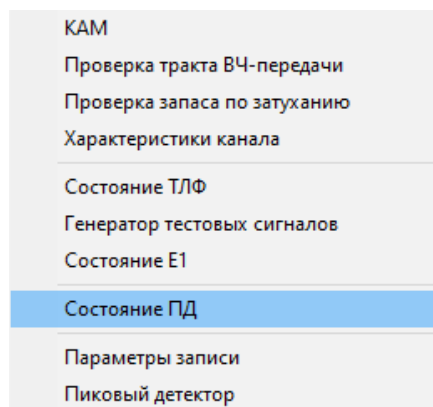 КАМ
Проверка тракта ВЧ-передачи
Проверка запаса по затуханию
Характеристики канала
Состояние ТЛФ
Генератор тестовых сигналов
Состояние Е1
Состояние ПД
Параметры записи
Пиковый детектор